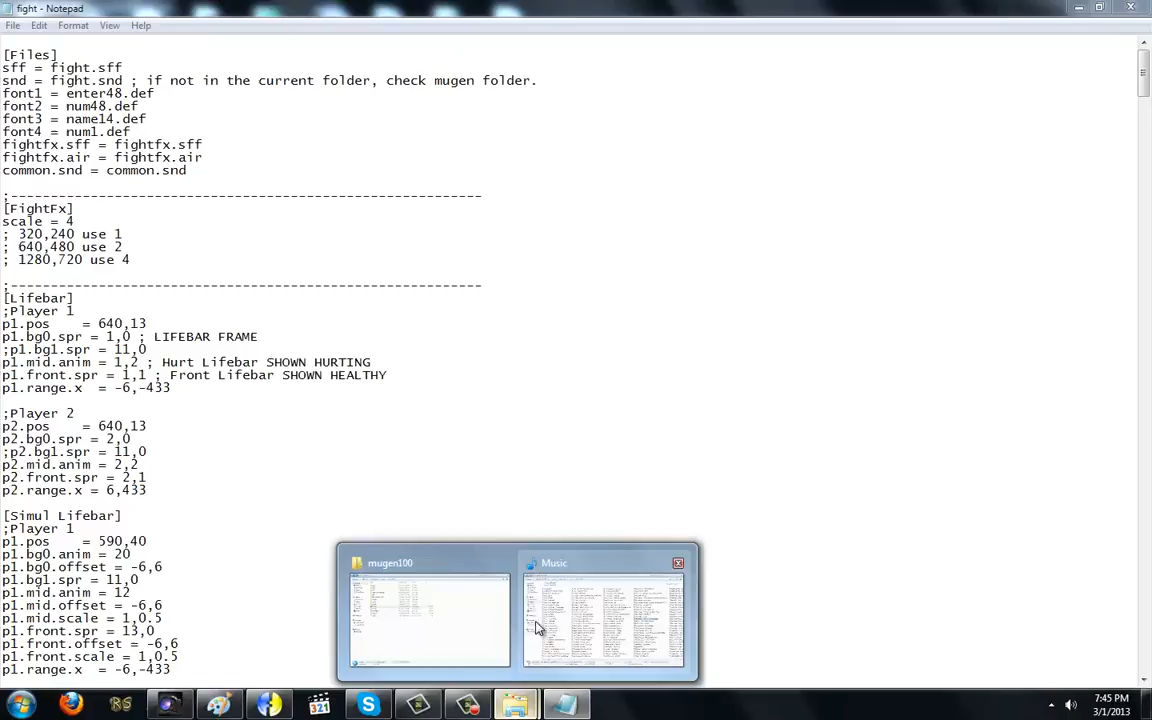 fight - Notepad
File Edit Format View Help
[Files]
sff = fight.sff
snd = fight.snd ; if not in the current folder, check mugen folder.
font1 = enter48.def
font2 = num48.def
font3 = name14.def
font4 = num1.def
fightfx.sff = fightfx.sff
fightfx.air = fightfx.air
common.snd = common.snd
;-----------------------------------------------------------
[FightFx]
scale = 4
; 320,240 use 1
; 640,480 use 2
; 1280,720 use 4
;-----------------------------------------------------------
[Lifebar]
;Player 1
p1.pos    = 640,13
p1.bg0.spr = 1,0 ; LIFEBAR FRAME
;p1.bg1.spr = 11,0
p1.mid.anim = 1,2 ; Hurt Lifebar SHOWN HURTING
p1.front.spr = 1,1 ; Front Lifebar SHOWN HEALTHY
p1.range.x  = -6,-433
;Player 2
p2.pos    = 640,13
p2.bg0.spr = 2,0
;p2.bg1.spr = 11,0
p2.mid.anim = 2,2
p2.front.spr = 2,1
p2.range.x = 6,433
[Simul Lifebar]
;Player 1
p1.pos    = 590,40
p1.bg0.anim = 20
p1.bg0.offset = -6,6
p1.bg1.spr = 11,0
p1.mid.anim = 12
p1.mid.offset = -6,6
p1.mid.scale = 1,0.5
p1.front.spr = 13,0
p1.front.offset = -6,6
p1.front.scale = 1,0.5
p1.range.x  = -6,-433
mugen100
Music
RS
321
7:45 PM
3/1/2013